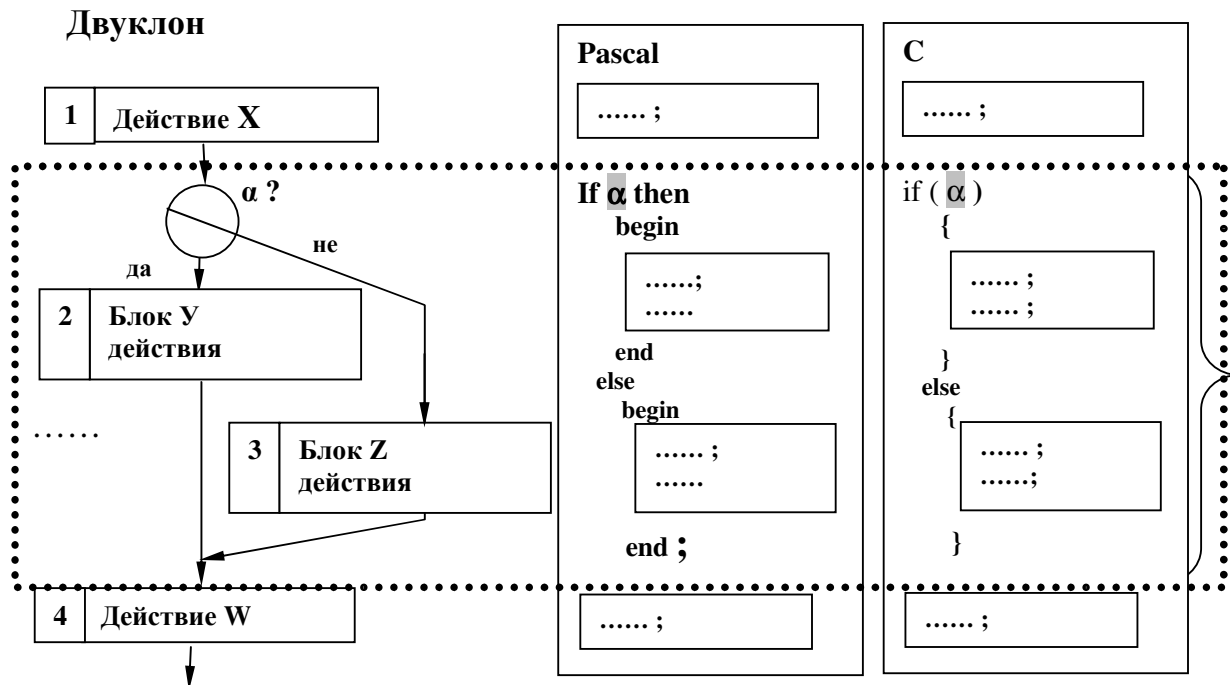 Двуклон
1
Действие X
α ?
да
не
2
Блок У
действия
......
3
Блок Z
действия
4
Действие W
Pascal
...... ;
If α then
begin
......;
......
end
else
begin
...... ;
......
end ;
...... ;
C
...... ;
if ( α )
{
...... ;
...... ;
}
else
{
...... ;
......;
}
...... ;